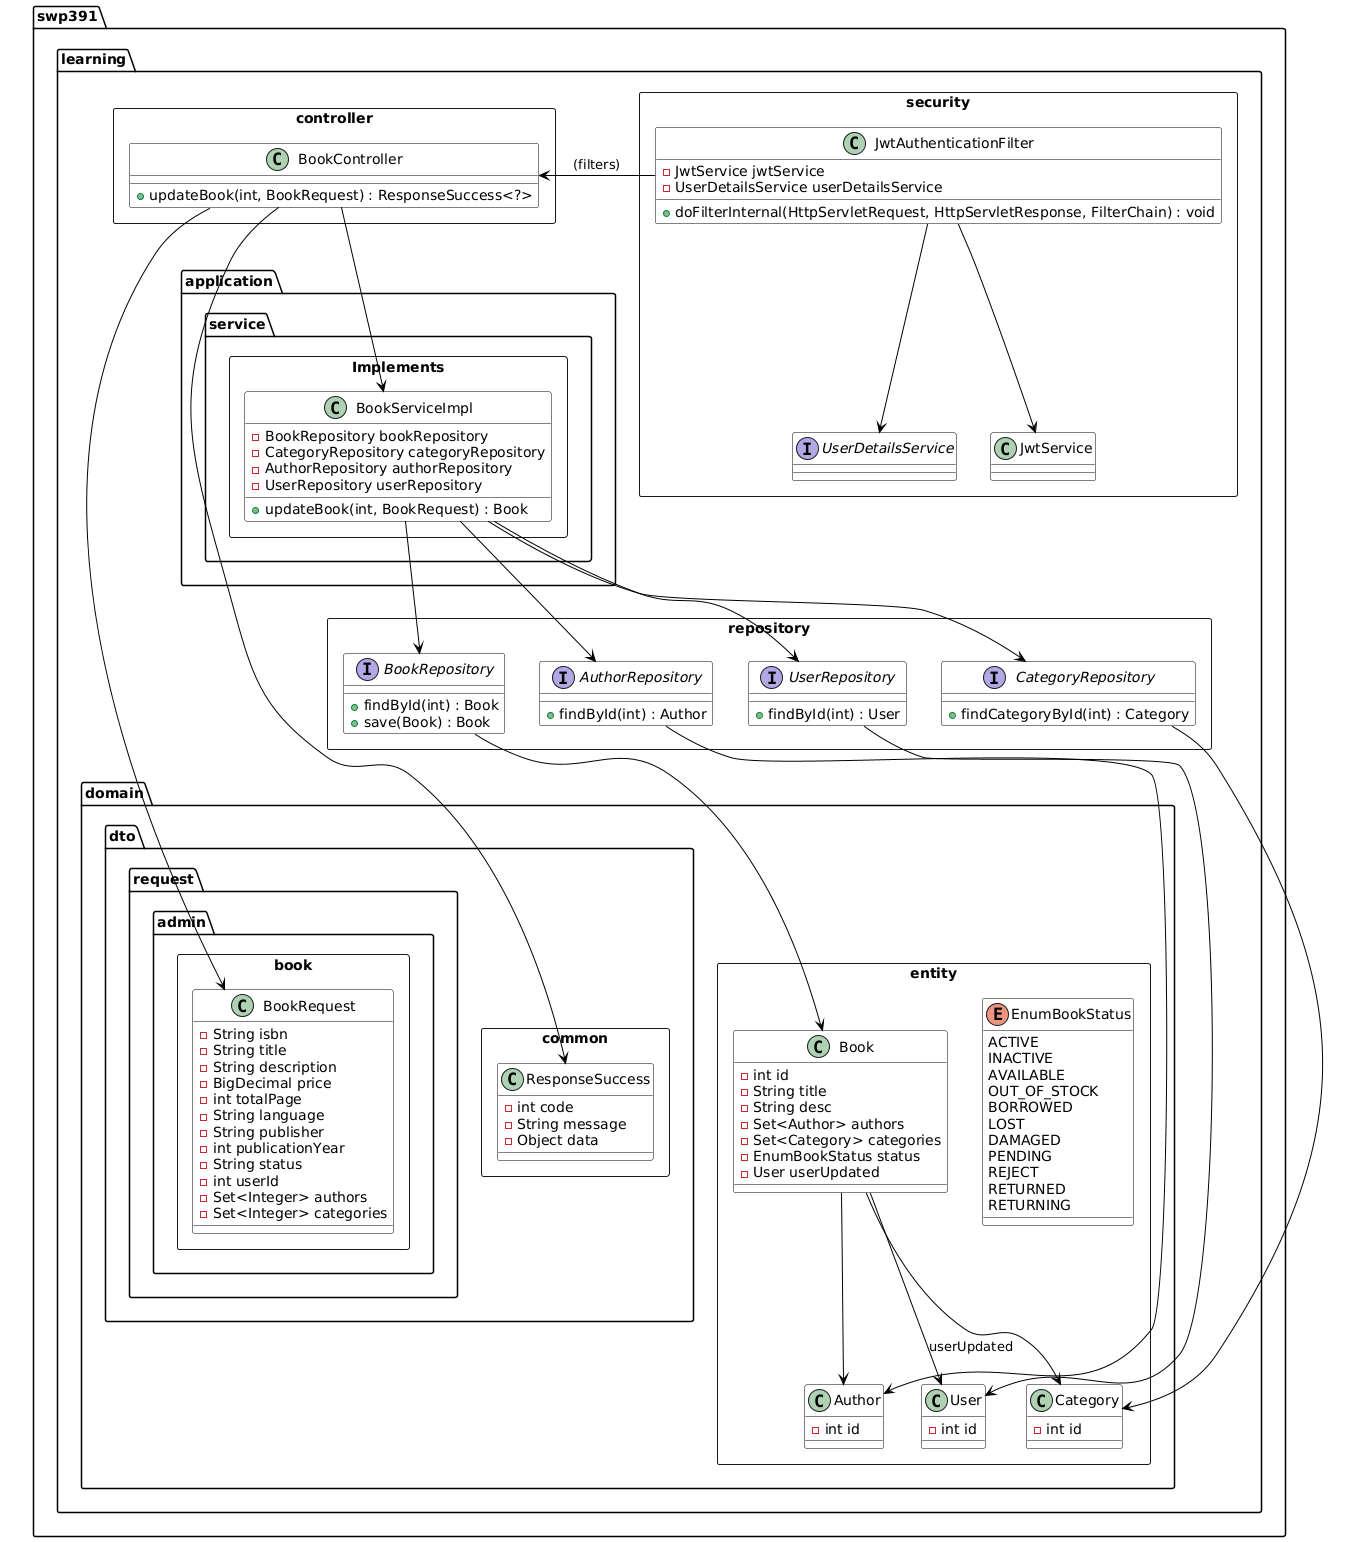 swp391
learning
controller
C BookController
updateBook(int, BookRequest) : ResponseSuccess<?>
(filters)
security
C JwtAuthenticationFilter
JwtService jwtService
UserDetailsService userDetailsService
doFilterInternal(HttpServletRequest, HttpServletResponse, FilterChain) : void
I UserDetailsService
C JwtService
application
service
Implements
C BookServiceImpl
BookRepository bookRepository
CategoryRepository categoryRepository
AuthorRepository authorRepository
UserRepository userRepository
updateBook(int, BookRequest) : Book
repository
I BookRepository
findById(int) : Book
save(Book) : Book
I AuthorRepository
findById(int) : Author
I UserRepository
findById(int) : User
I CategoryRepository
findCategoryById(int) : Category
domain
dto
request
admin
book
C BookRequest
String isbn
String title
String description
BigDecimal price
int totalPage
String language
String publisher
int publicationYear
String status
int userId
Set<Integer> authors
Set<Integer> categories
common
C ResponseSuccess
int code
String message
Object data
entity
C Book
int id
String title
String desc
Set<Author> authors
Set<Category> categories
EnumBookStatus status
User userUpdated
E EnumBookStatus
ACTIVE
INACTIVE
AVAILABLE
OUT_OF_STOCK
BORROWED
LOST
DAMAGED
PENDING
REJECT
RETURNED
RETURNING
userUpdated
C Author
int id
C User
int id
C Category
int id